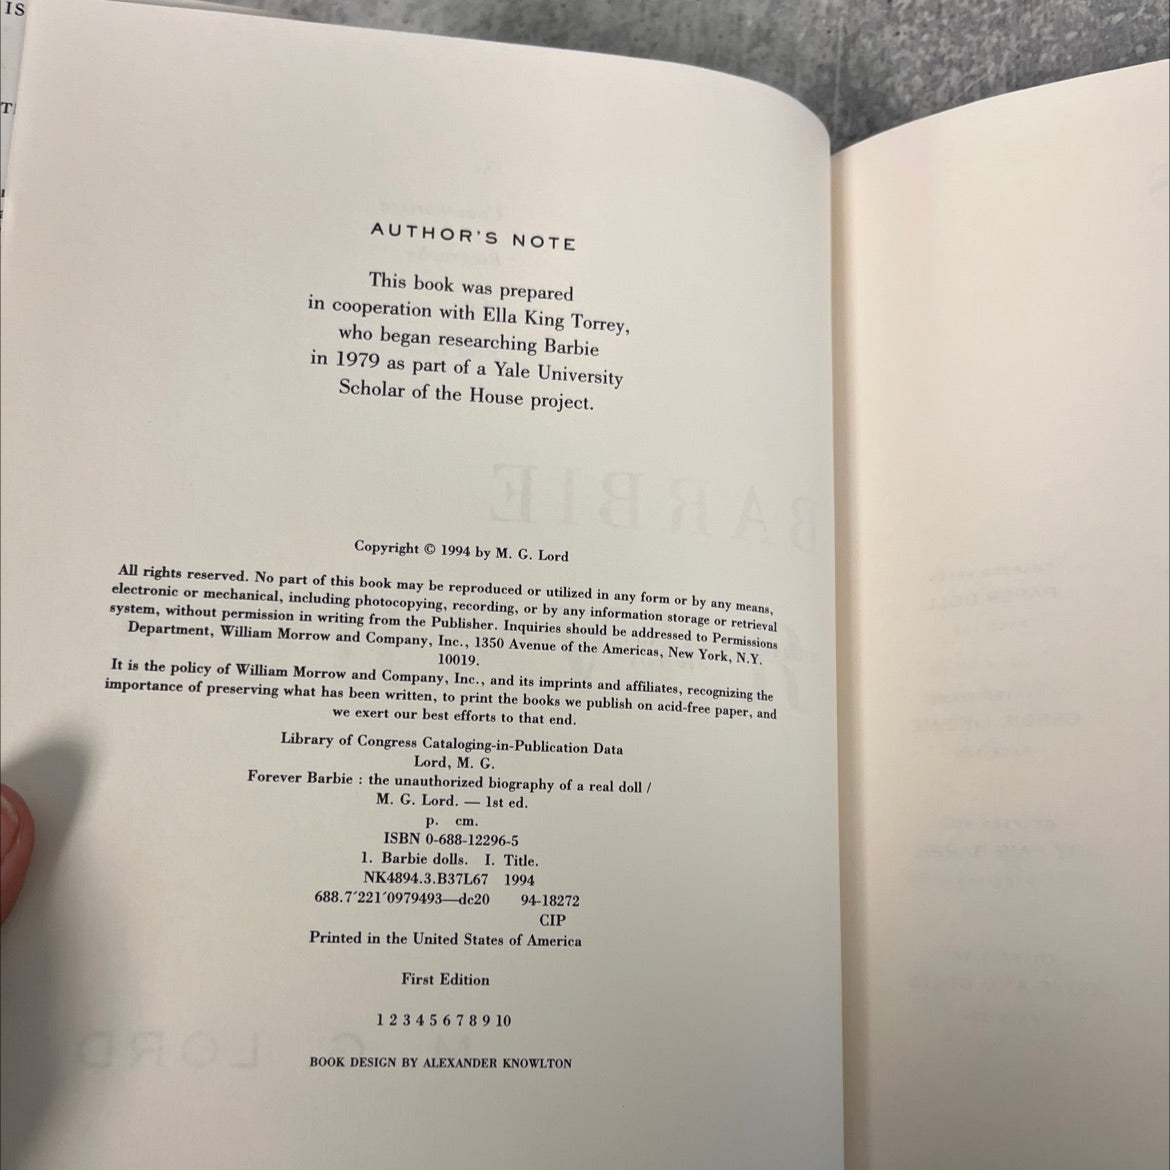 IS
AUTHOR'S NOTE
This book was prepared
in cooperation with Ella King Torrey,
who began researching Barbie
in 1979 as part of a Yale University
Scholar of the House project.
BARBIE
Copyright © 1994 by M. G. Lord
All rights reserved. No part of this book may be reproduced or utilized in any form or by any means,
electronic or mechanical, including photocopying, recording, or by any information storage or retrieval
system, without permission in writing from the Publisher. Inquiries should be addressed to Permissions
Department, William Morrow and Company, Inc., 1350 Avenue of the Americas, New York, N.Y.
10019.
It is the policy of William Morrow and Company, Inc., and its imprints and affiliates, recognizing the
importance of preserving what has been written, to print the books we publish on acid-free paper, and
we exert our best efforts to that end.
Library of Congress Cataloging-in-Publication Data
Lord, M. G.
Forever Barbie : the unauthorized biography of a real doll /
M. G. Lord. — 1st ed.
p. cm.
ISBN 0-688-12296-5
1. Barbie dolls. I. Title.
NK4894.3.B37L67 1994
688.7´221´0979493—dc20 94-18272
CIP
Printed in the United States of America
First Edition
1 2 3 4 5 6 7 8 9 10
M. G. LORD
BOOK DESIGN BY ALEXANDER KNOWLTON